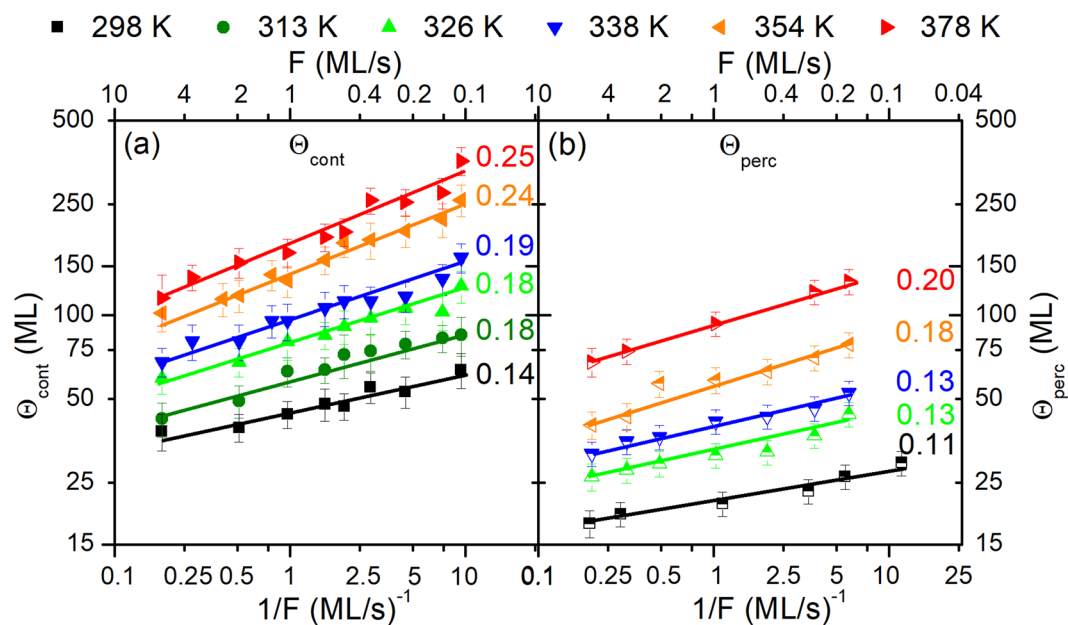 298 K 313 K 326 K 338 K 354 K 378 K
F (ML/s) F (ML/s)
10 4 2 1 0.4 0.2 0.1 10 4 2 1 0.4 0.2 0.1 0.04
500 (a) Θcont (b) Θperc 500
0.25
0.24
0.19
0.18
0.18
0.14
0.20
0.18
0.13
0.13
0.11
250 250
150 150
100 100
75 75
50 50
25 25
15 15
Θcont (ML) Θperc (ML)
0.1 0.25 0.5 1 2.5 5 10 0.1 0.25 0.5 1 2.5 5 10 25
1/F (ML/s)-1 1/F (ML/s)-1